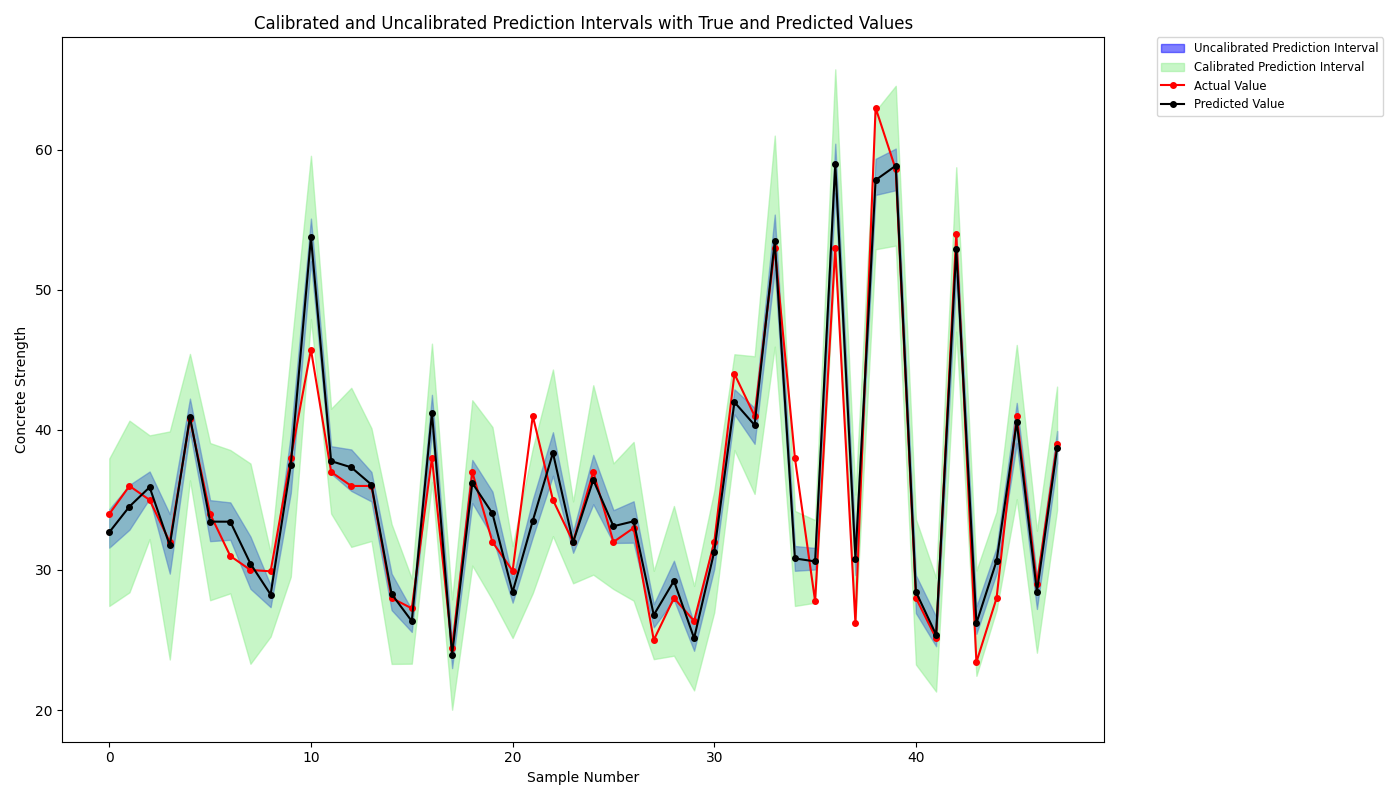 Calibrated and Uncalibrated Prediction Intervals with True and Predicted Values
Uncalibrated Prediction Interval
Calibrated Prediction Interval
Actual Value
Predicted Value
Concrete Strength
60
50
40
30
20
0 10 20 30 40
Sample Number